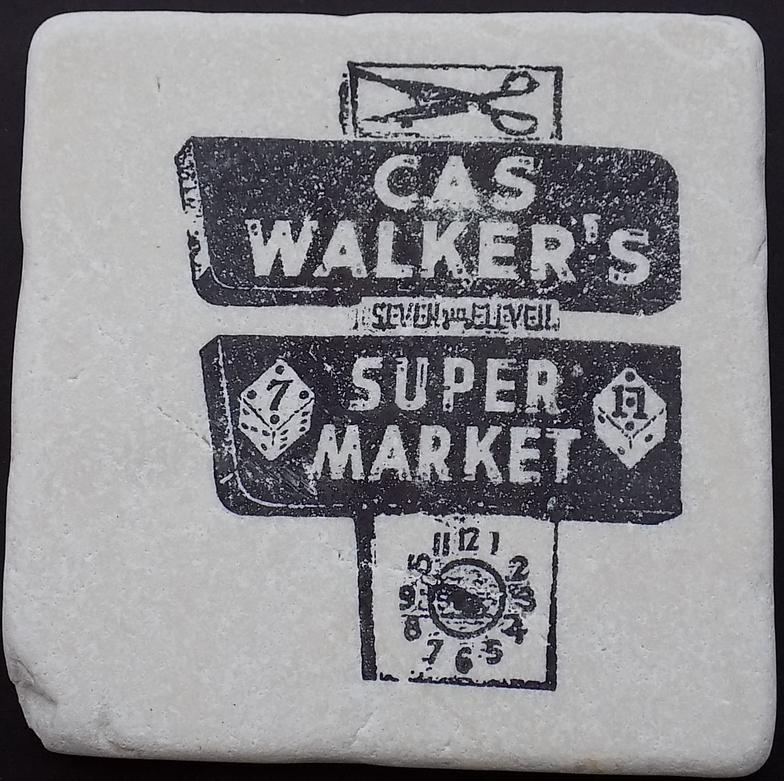 CAS
WALKER'S
SEVEN ELEVEN
SUPER
MARKET
7
11
11 12 1
10 2
9 3
8 4
7 6 5